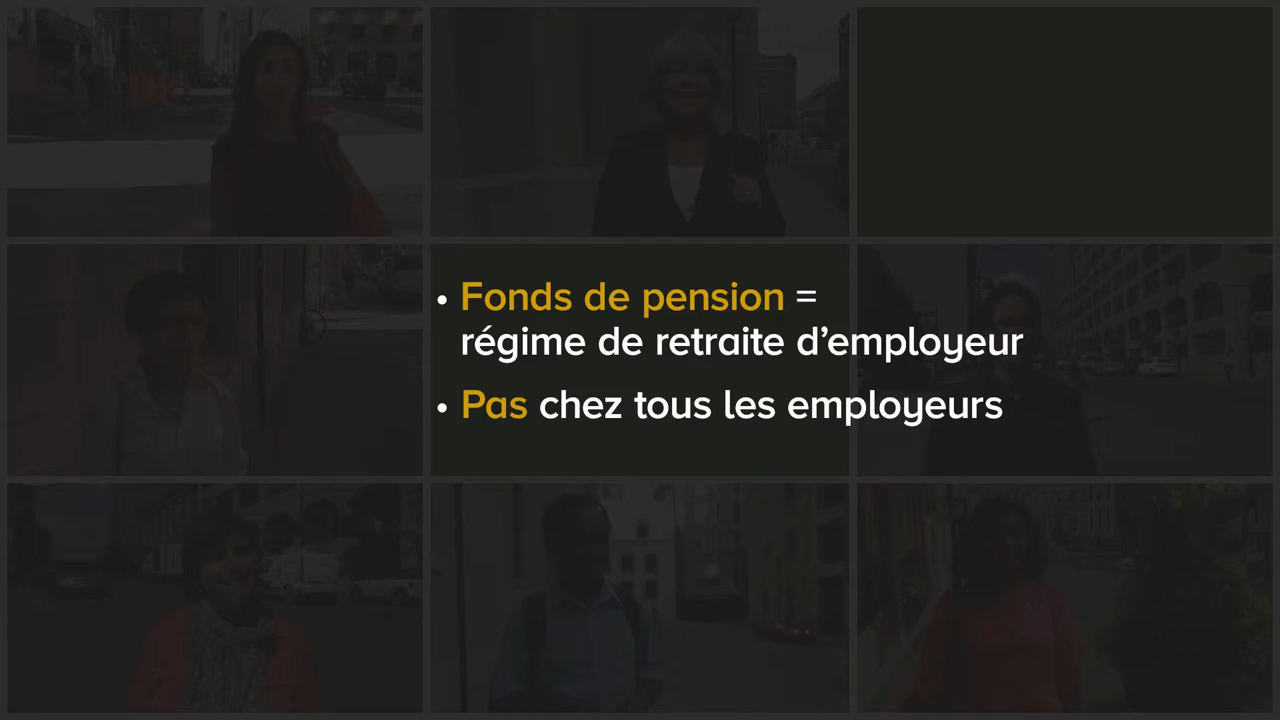 • Fonds de pension =
régime de retraite d’employeur
• Pas chez tous les employeurs